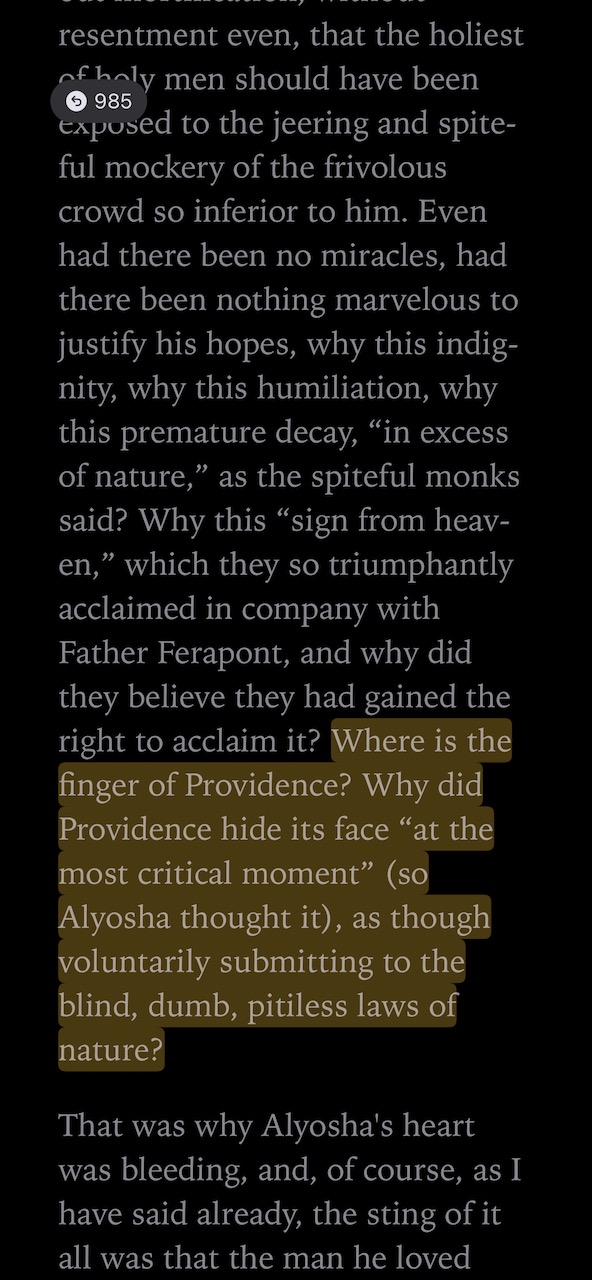 resentment even, that the holiest
of holy men should have been
985
exposed to the jeering and spite-
ful mockery of the frivolous
crowd so inferior to him. Even
had there been no miracles, had
there been nothing marvelous to
justify his hopes, why this indig-
nity, why this humiliation, why
this premature decay, “in excess
of nature,” as the spiteful monks
said? Why this “sign from heav-
en,” which they so triumphantly
acclaimed in company with
Father Ferapont, and why did
they believe they had gained the
right to acclaim it? Where is the
finger of Providence? Why did
Providence hide its face “at the
most critical moment” (so
Alyosha thought it), as though
voluntarily submitting to the
blind, dumb, pitiless laws of
nature?
That was why Alyosha's heart
was bleeding, and, of course, as I
have said already, the sting of it
all was that the man he loved